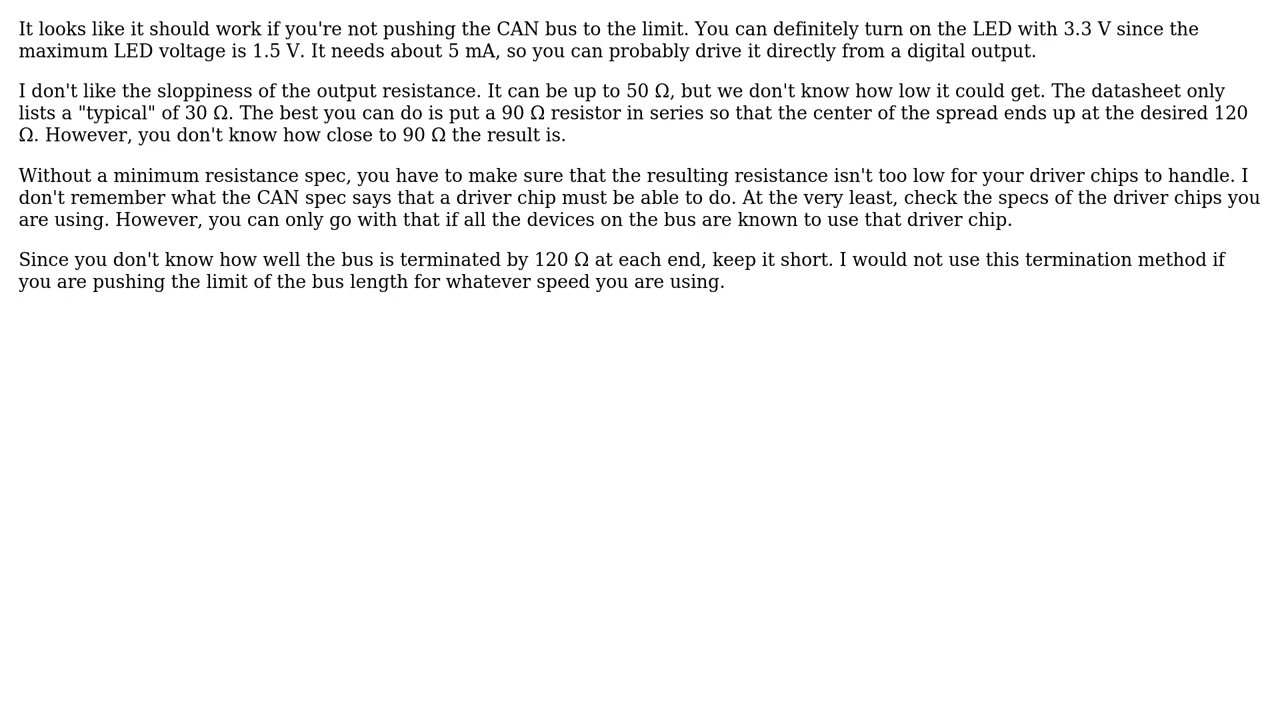 It looks like it should work if you're not pushing the CAN bus to the limit. You can definitely turn on the LED with 3.3 V since the
maximum LED voltage is 1.5 V. It needs about 5 mA, so you can probably drive it directly from a digital output.
I don't like the sloppiness of the output resistance. It can be up to 50 Ω, but we don't know how low it could get. The datasheet only
lists a "typical" of 30 Ω. The best you can do is put a 90 Ω resistor in series so that the center of the spread ends up at the desired 120
Ω. However, you don't know how close to 90 Ω the result is.
Without a minimum resistance spec, you have to make sure that the resulting resistance isn't too low for your driver chips to handle. I
don't remember what the CAN spec says that a driver chip must be able to do. At the very least, check the specs of the driver chips you
are using. However, you can only go with that if all the devices on the bus are known to use that driver chip.
Since you don't know how well the bus is terminated by 120 Ω at each end, keep it short. I would not use this termination method if
you are pushing the limit of the bus length for whatever speed you are using.